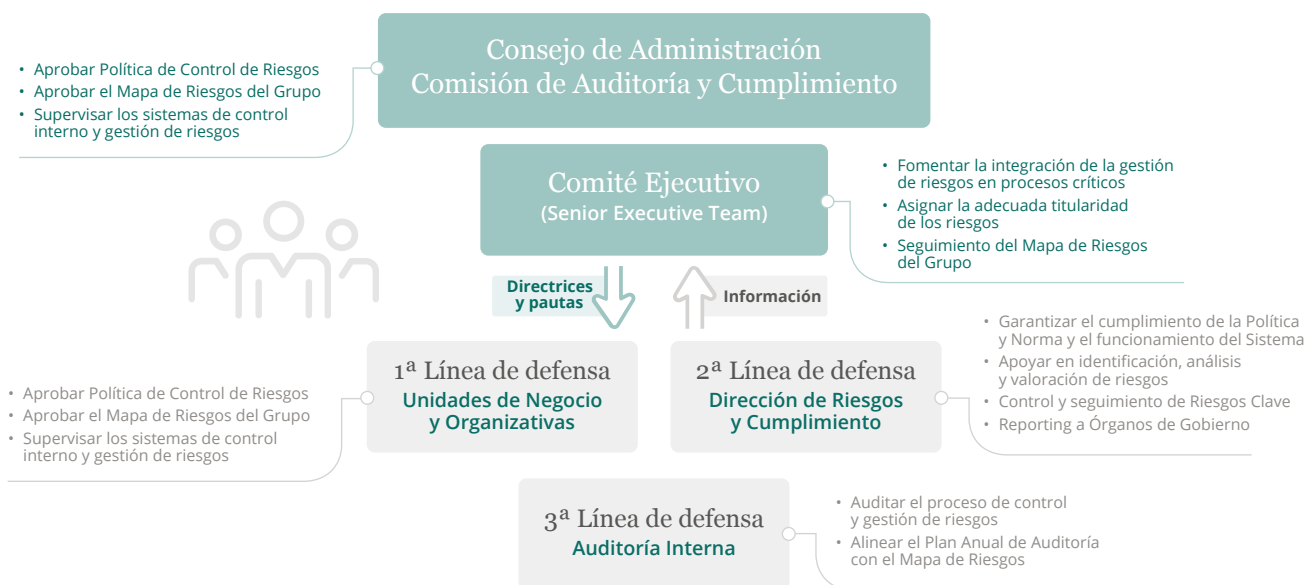 Consejo de Administración
Comisión de Auditoría y Cumplimiento
• Aprobar Política de Control de Riesgos
• Aprobar el Mapa de Riesgos del Grupo
• Supervisar los sistemas de control
interno y gestión de riesgos
Comité Ejecutivo
(Senior Executive Team)
• Fomentar la integración de la gestión
de riesgos en procesos críticos
• Asignar la adecuada titularidad
de los riesgos
• Seguimiento del Mapa de Riesgos
del Grupo
Directrices
y pautas
Información
1ª Línea de defensa
Unidades de Negocio
y Organizativas
• Aprobar Política de Control de Riesgos
• Aprobar el Mapa de Riesgos del Grupo
• Supervisar los sistemas de control
interno y gestión de riesgos
2ª Línea de defensa
Dirección de Riesgos
y Cumplimiento
• Garantizar el cumplimiento de la Política
y Norma y el funcionamiento del Sistema
• Apoyar en identificación, análisis
y valoración de riesgos
• Control y seguimiento de Riesgos Clave
• Reporting a Órganos de Gobierno
3ª Línea de defensa
Auditoría Interna
• Auditar el proceso de control
y gestión de riesgos
• Alinear el Plan Anual de Auditoría
con el Mapa de Riesgos